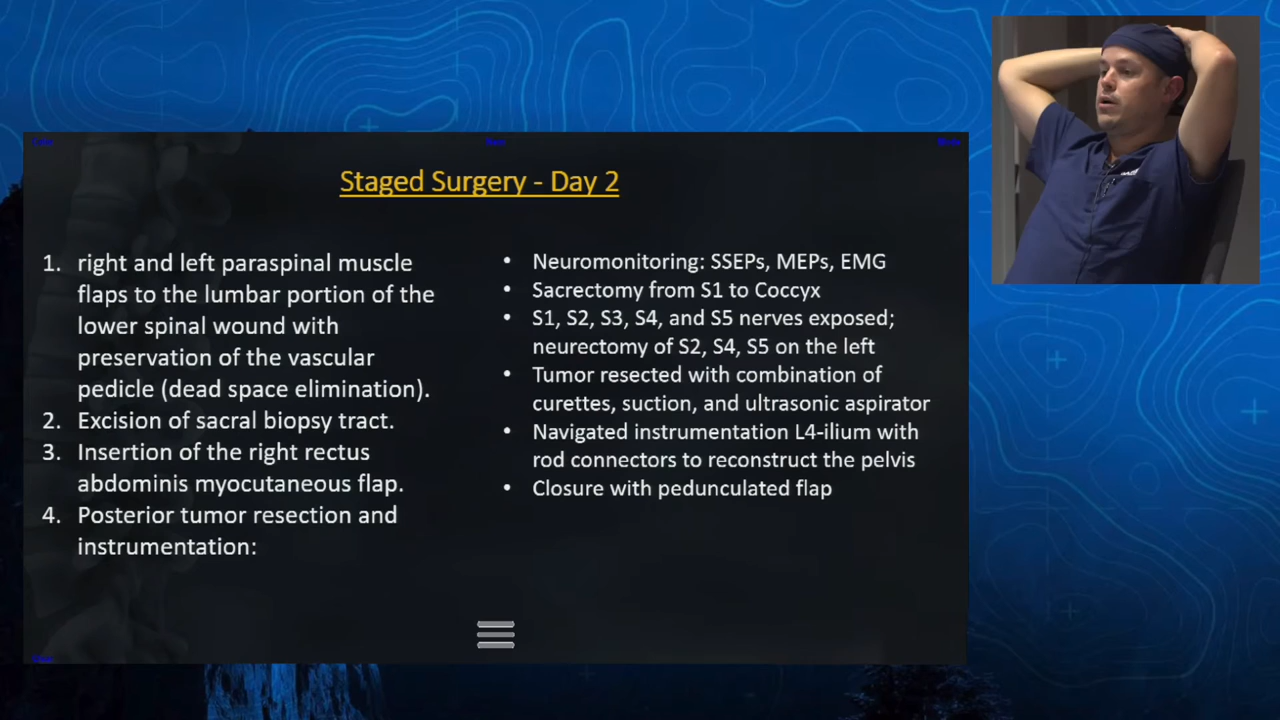 Staged Surgery - Day 2
1. right and left paraspinal muscle
flaps to the lumbar portion of the
lower spinal wound with
preservation of the vascular
pedicle (dead space elimination).
2. Excision of sacral biopsy tract.
3. Insertion of the right rectus
abdominis myocutaneous flap.
4. Posterior tumor resection and
instrumentation:
• Neuromonitoring: SSEPs, MEPs, EMG
• Sacrectomy from S1 to Coccyx
• S1, S2, S3, S4, and S5 nerves exposed;
neurectomy of S2, S4, S5 on the left
• Tumor resected with combination of
curettes, suction, and ultrasonic aspirator
• Navigated instrumentation L4-ilium with
rod connectors to reconstruct the pelvis
• Closure with pedunculated flap